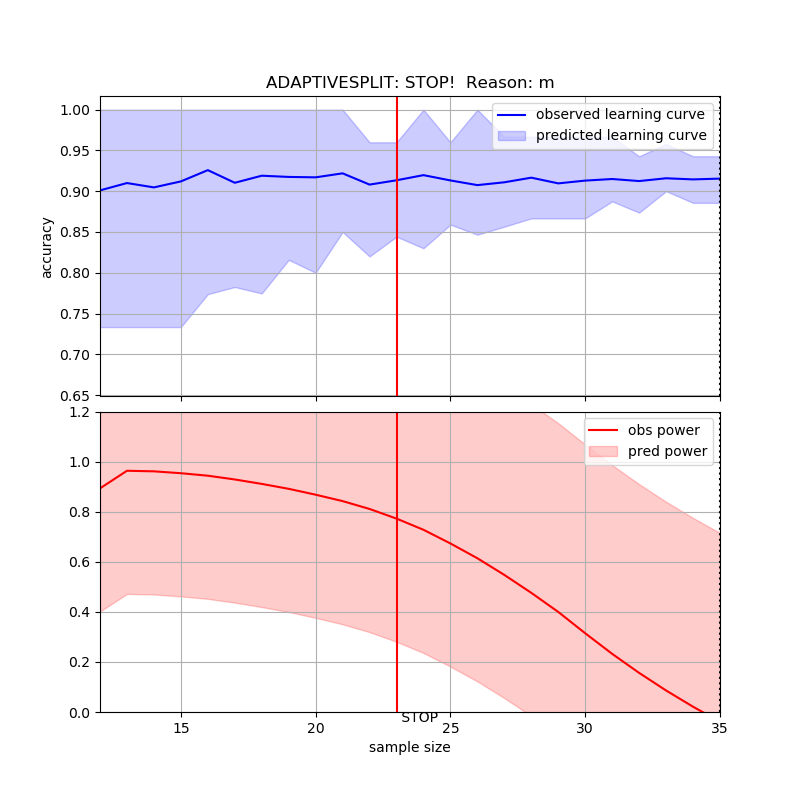 ADAPTIVESPLIT: STOP!  Reason: m
observed learning curve
predicted learning curve
1.00
0.95
0.90
0.85
0.80
0.75
0.70
0.65
accuracy
obs power
pred power
1.2
1.0
0.8
0.6
0.4
0.2
0.0
STOP
15 20 25 30 35
sample size